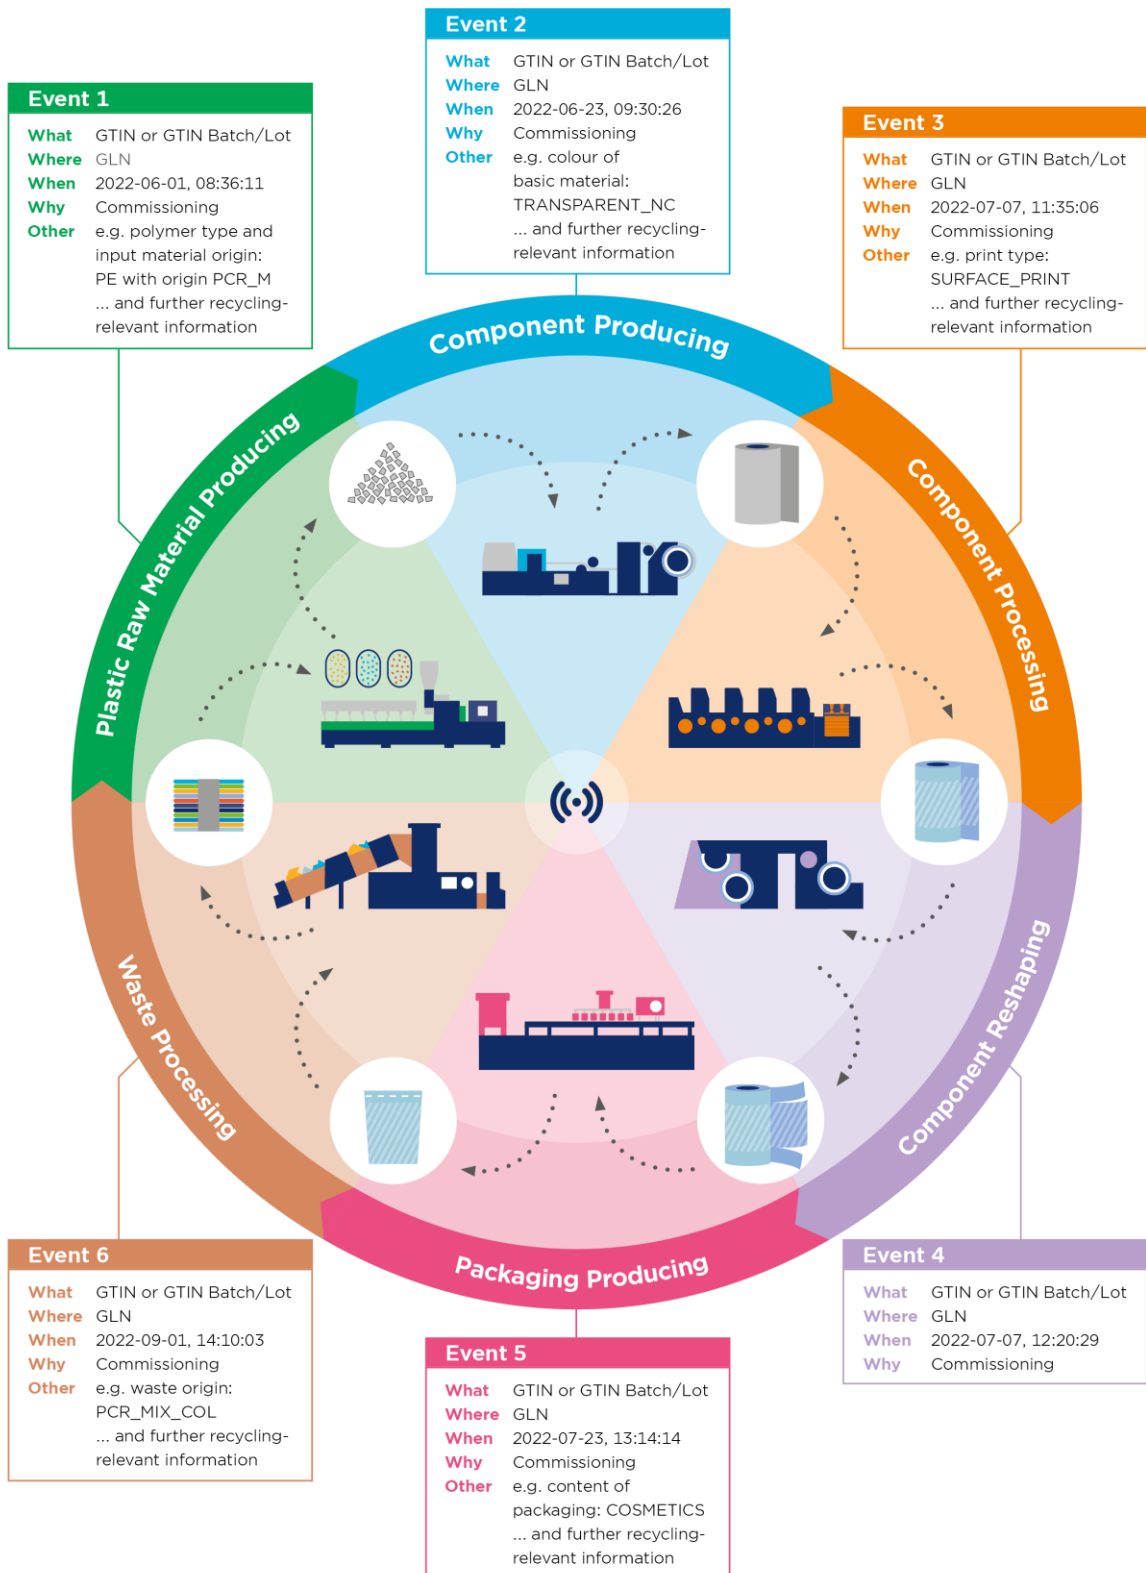 Event 1
What GTIN or GTIN Batch/Lot
Where GLN
When 2022-06-01, 08:36:11
Why Commissioning
Other e.g. polymer type and
input material origin:
PE with origin PCR_M
... and further recycling-
relevant information
Event 2
What GTIN or GTIN Batch/Lot
Where GLN
When 2022-06-23, 09:30:26
Why Commissioning
Other e.g. colour of
basic material:
TRANSPARENT_NC
... and further recycling-
relevant information
Event 3
What GTIN or GTIN Batch/Lot
Where GLN
When 2022-07-07, 11:35:06
Why Commissioning
Other e.g. print type:
SURFACE_PRINT
... and further recycling-
relevant information
Plastic Raw Material Producing
Component Producing
Component Processing
Component Reshaping
Packaging Producing
Waste Processing
Event 4
What GTIN or GTIN Batch/Lot
Where GLN
When 2022-07-07, 12:20:29
Why Commissioning
Event 5
What GTIN or GTIN Batch/Lot
Where GLN
When 2022-07-23, 13:14:14
Why Commissioning
Other e.g. content of
packaging: COSMETICS
... and further recycling-
relevant information
Event 6
What GTIN or GTIN Batch/Lot
Where GLN
When 2022-09-01, 14:10:03
Why Commissioning
Other e.g. waste origin:
PCR_MIX_COL
... and further recycling-
relevant information